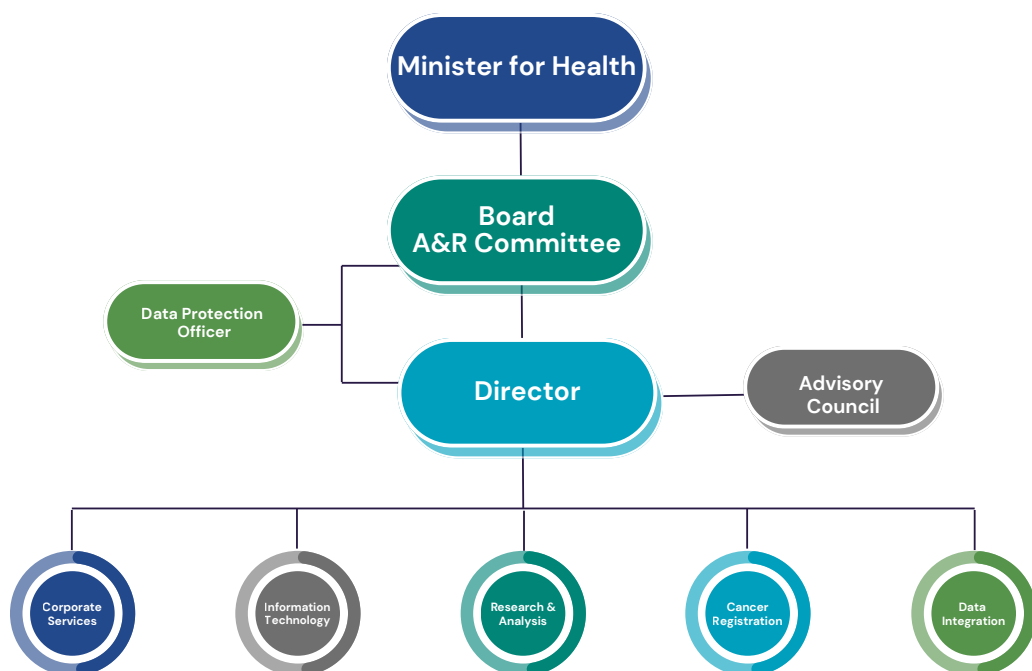 Minister for Health
Board
A&R Committee
Data Protection
Officer
Director
Advisory
Council
Corporate
Services
Information
Technology
Research &
Analysis
Cancer
Registration
Data
Integration